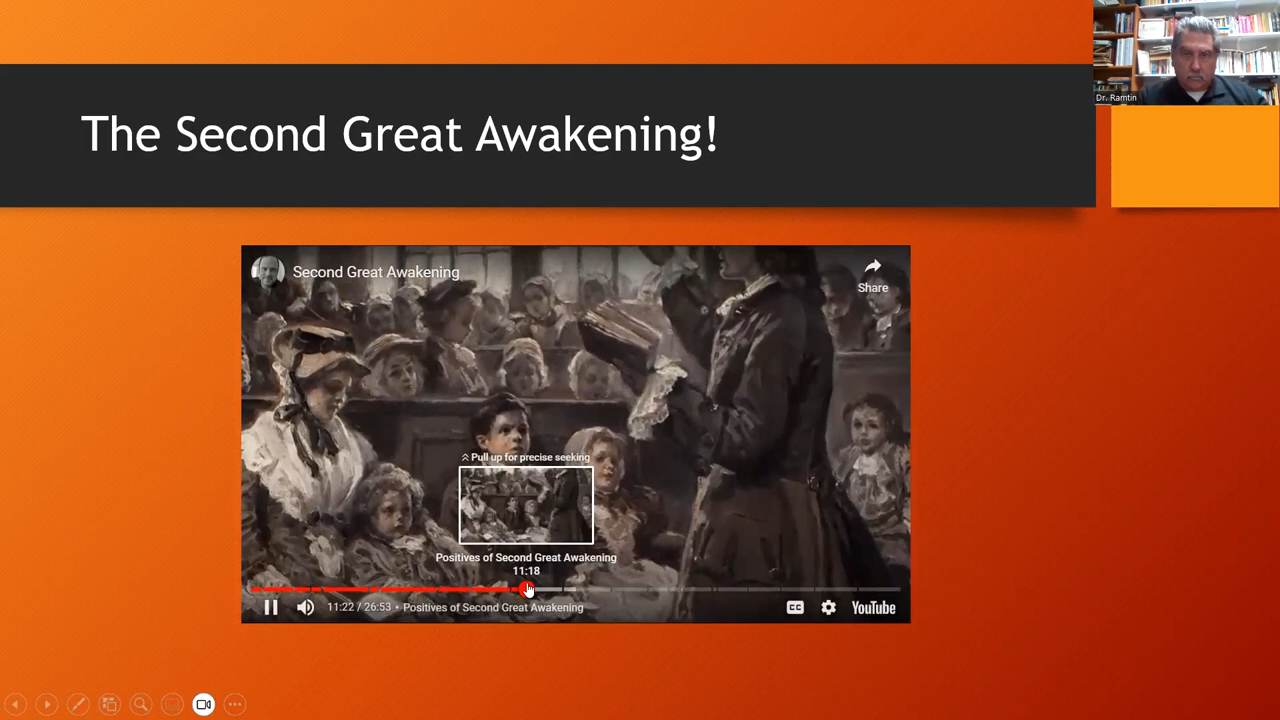 Dr. Ramtin
The Second Great Awakening!
Second Great Awakening
Share
Pull up for precise seeking
Positives of Second Great Awakening
11:18
11:22 / 26:53 • Positives of Second Great Awakening
CC
YouTube